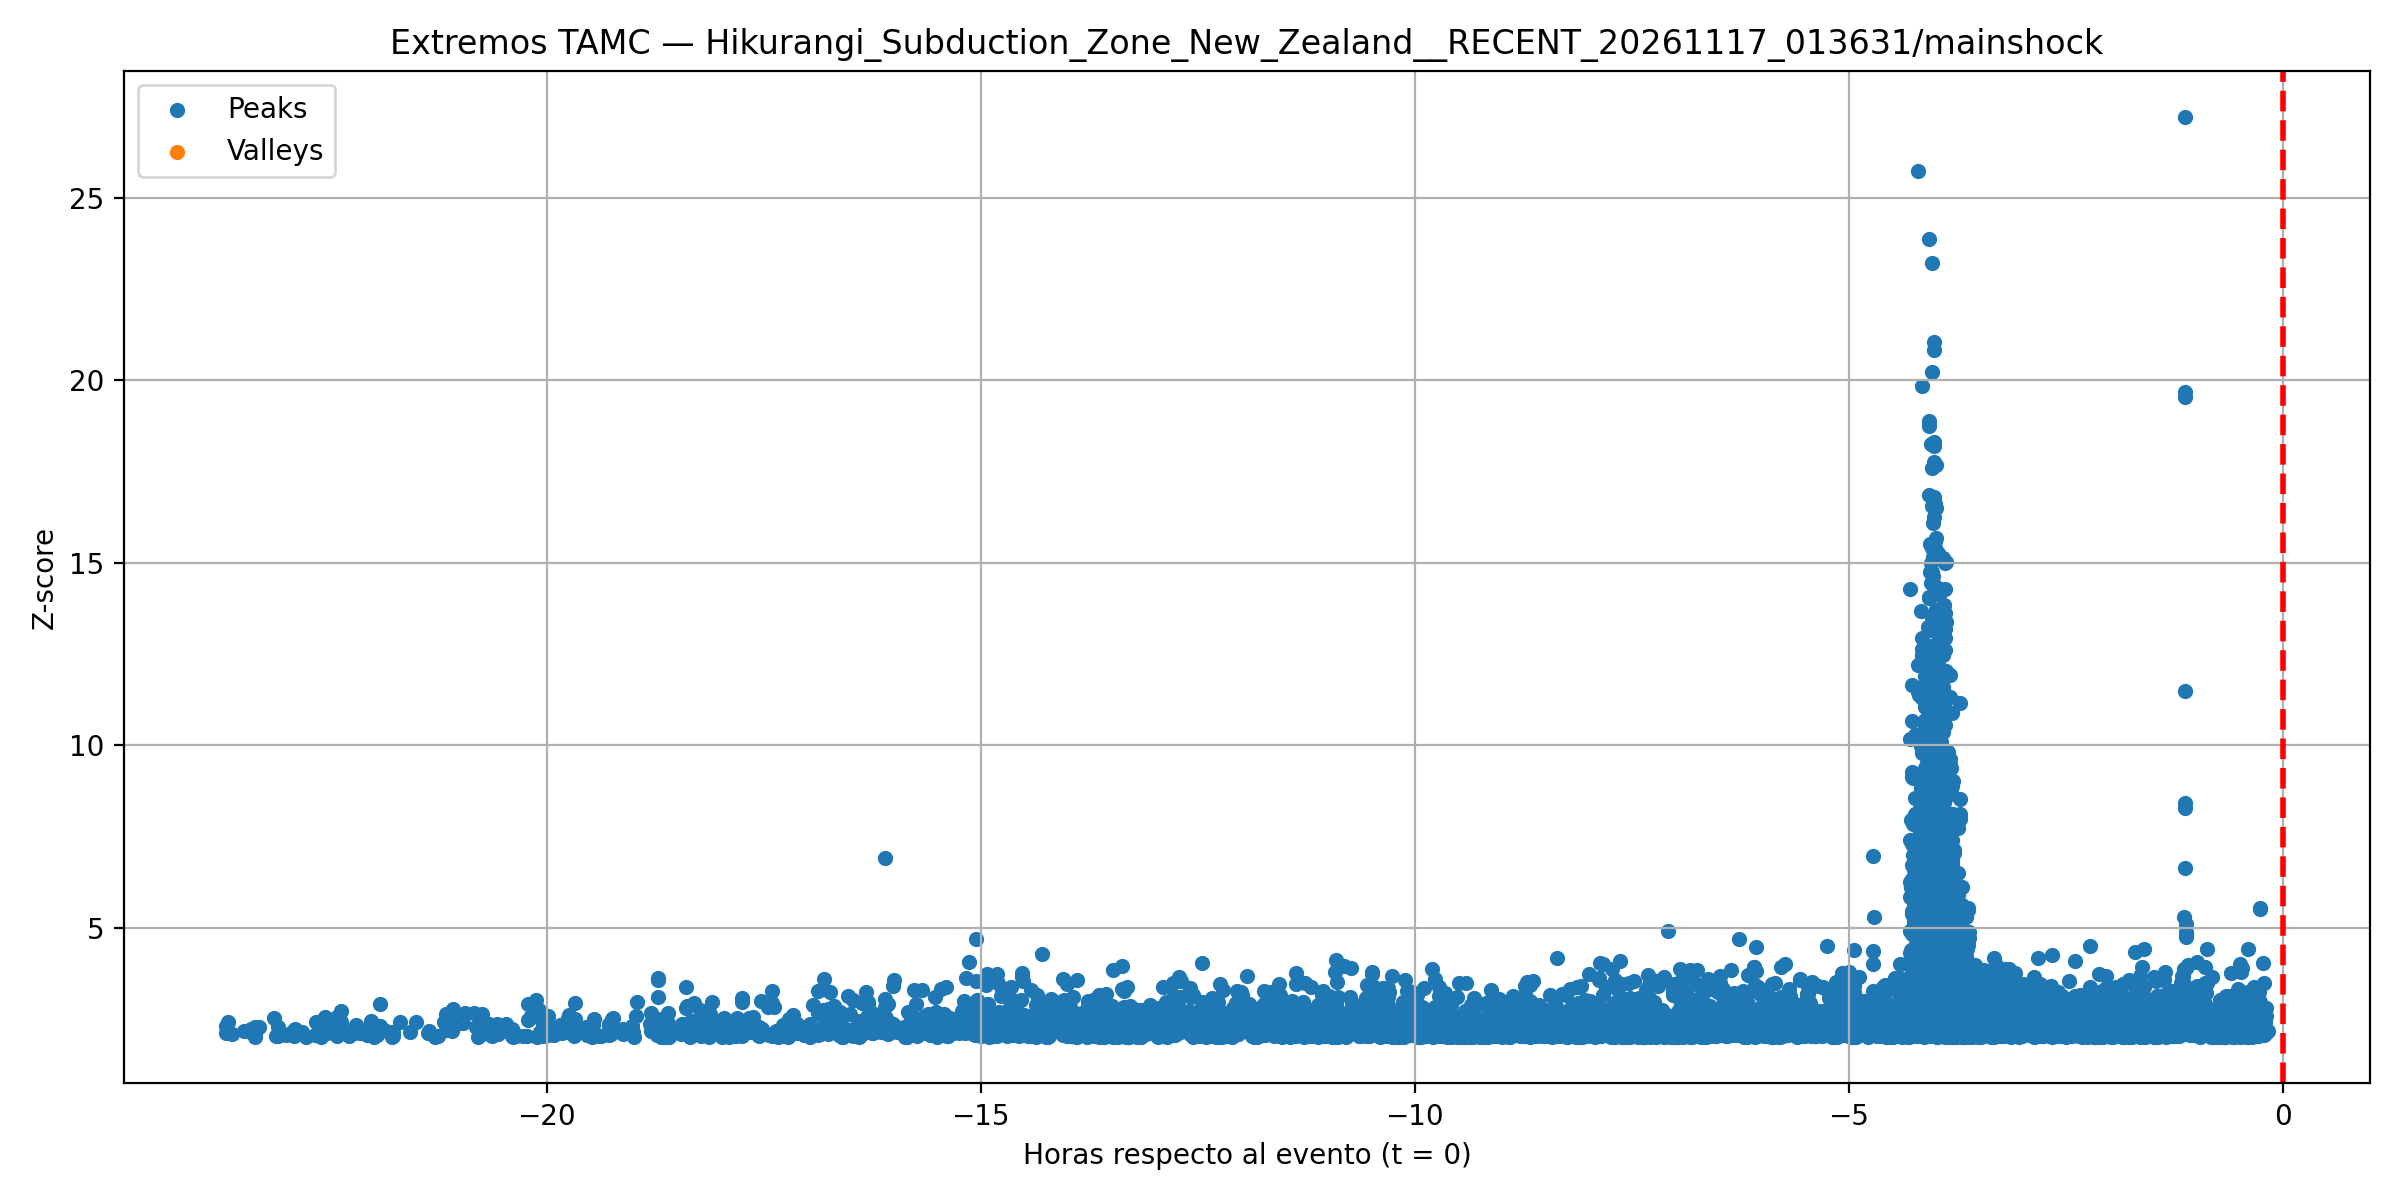 Extremos TAMC — Hikurangi_Subduction_Zone_New_Zealand__RECENT_20261117_013631/mainshock
Peaks
Valleys
25
20
15
10
5
Z-score
−20
−15
−10
−5
0
Horas respecto al evento (t = 0)